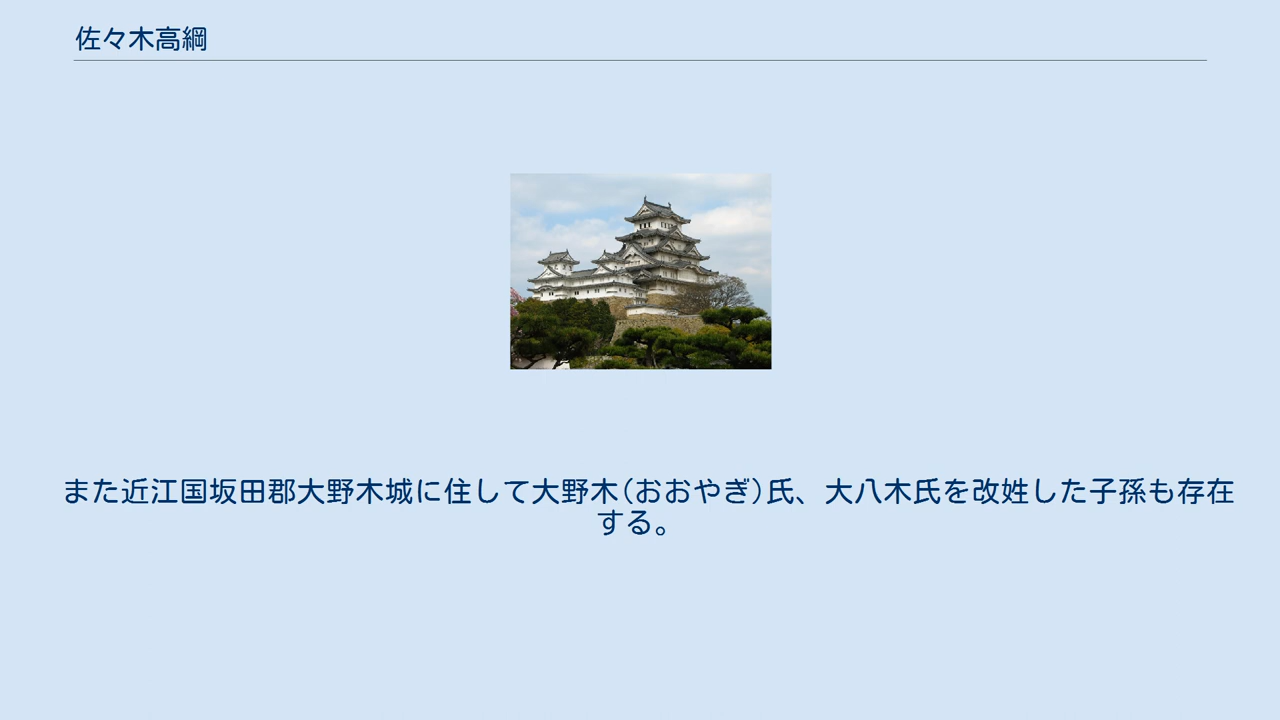 佐々木高綱
また近江国坂田郡大野木城に住して大野木(おおやぎ)氏、大八木氏を改姓した子孫も存在
する。